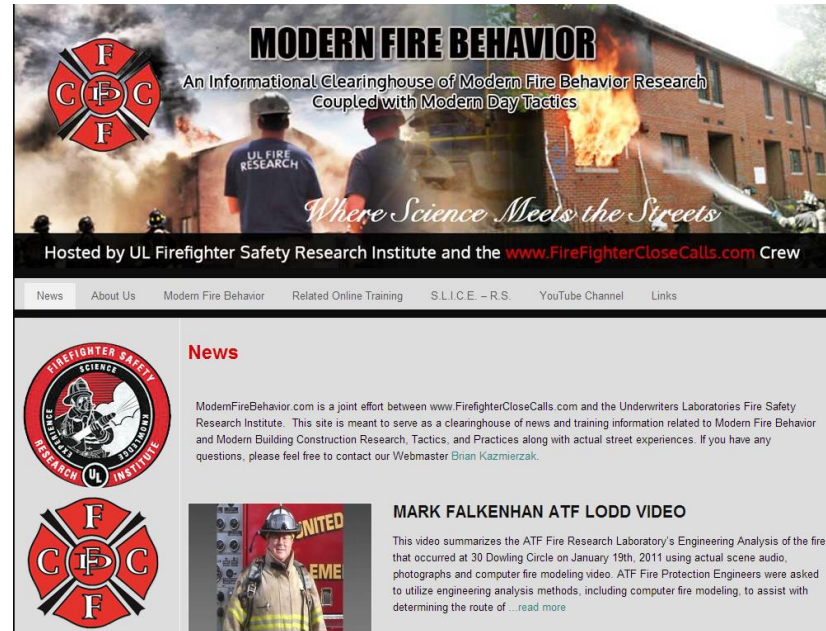 MODERN FIRE BEHAVIOR
An Informational Clearinghouse of Modern Fire Behavior Research
Coupled with Modern Day Tactics
F
C FD C
F
UL FIRE
RESEARCH
Where Science Meets the Streets
Hosted by UL Firefighter Safety Research Institute and the www.FireFighterCloseCalls.com Crew
News About Us Modern Fire Behavior Related Online Training S.L.I.C.E. – R.S. YouTube Channel Links
FIREFIGHTER SAFETY
SCIENCE
EXPERIENCE
KNOWLEDGE
RESEARCH UL INSTITUTE
News
ModernFireBehavior.com is a joint effort between www.FirefighterCloseCalls.com and the Underwriters Laboratories Fire Safety
Research Institute. This site is meant to serve as a clearinghouse of news and training information related to Modern Fire Behavior
and Modern Building Construction Research, Tactics, and Practices along with actual street experiences. If you have any
questions, please feel free to contact our Webmaster Brian Kazmierzak.
F
C FD C
F
UNITED
EME
MARK FALKENHAN ATF LODD VIDEO
This video summarizes the ATF Fire Research Laboratory's Engineering Analysis of the fire
that occurred at 30 Dowling Circle on January 19th, 2011 using actual scene audio,
photographs and computer fire modeling video. ATF Fire Protection Engineers were asked
to utilize engineering analysis methods, including computer fire modeling, to assist with
determining the route of ...read more